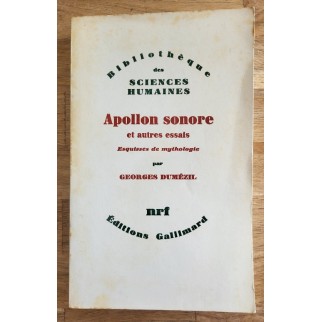 Bibliothèque
des
SCIENCES
HUMAINES
Apollon sonore
et autres essais
Esquisses de mythologie
par
GEORGES DUMÉZIL
nrf
Éditions Gallimard